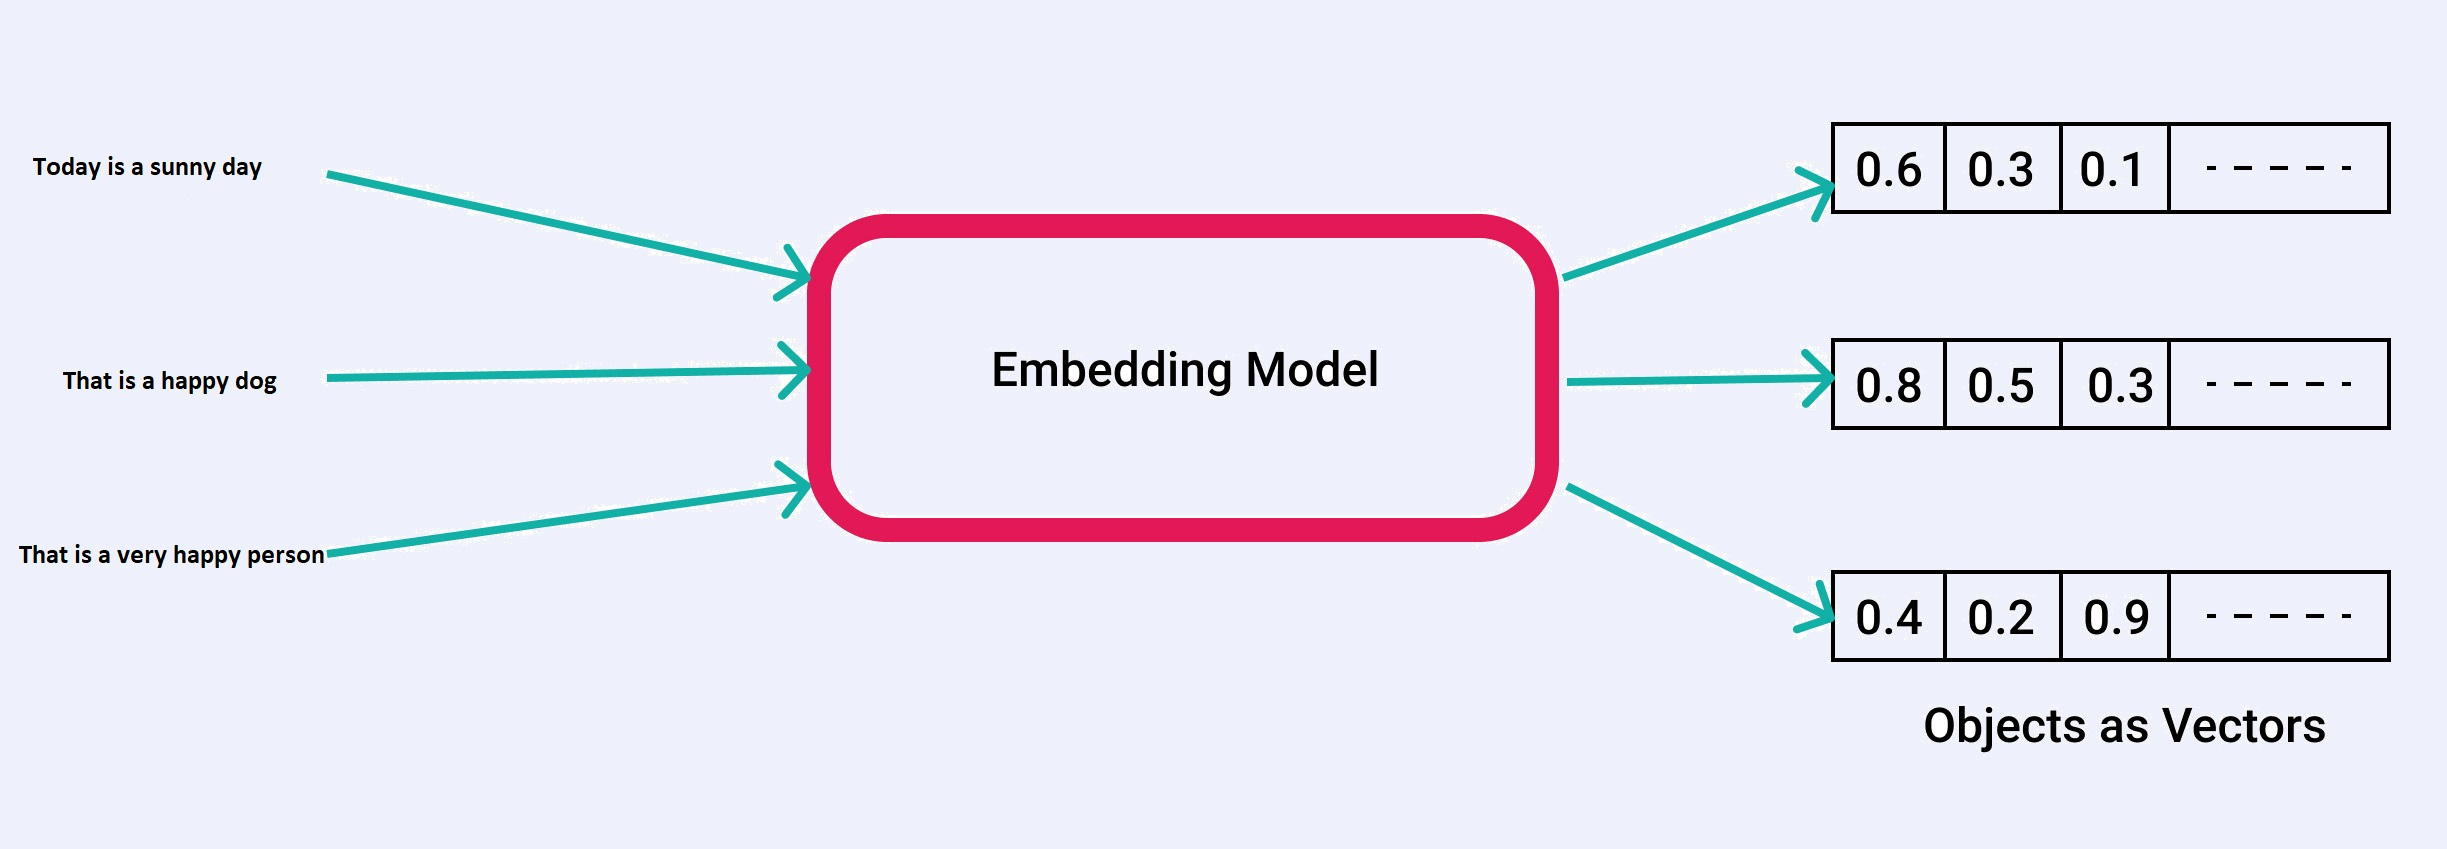 Today is a sunny day
0.6 0.3 0.1 - - - - -
That is a happy dog
Embedding Model
0.8 0.5 0.3 - - - - -
That is a very happy person
0.4 0.2 0.9 - - - - -
Objects as Vectors